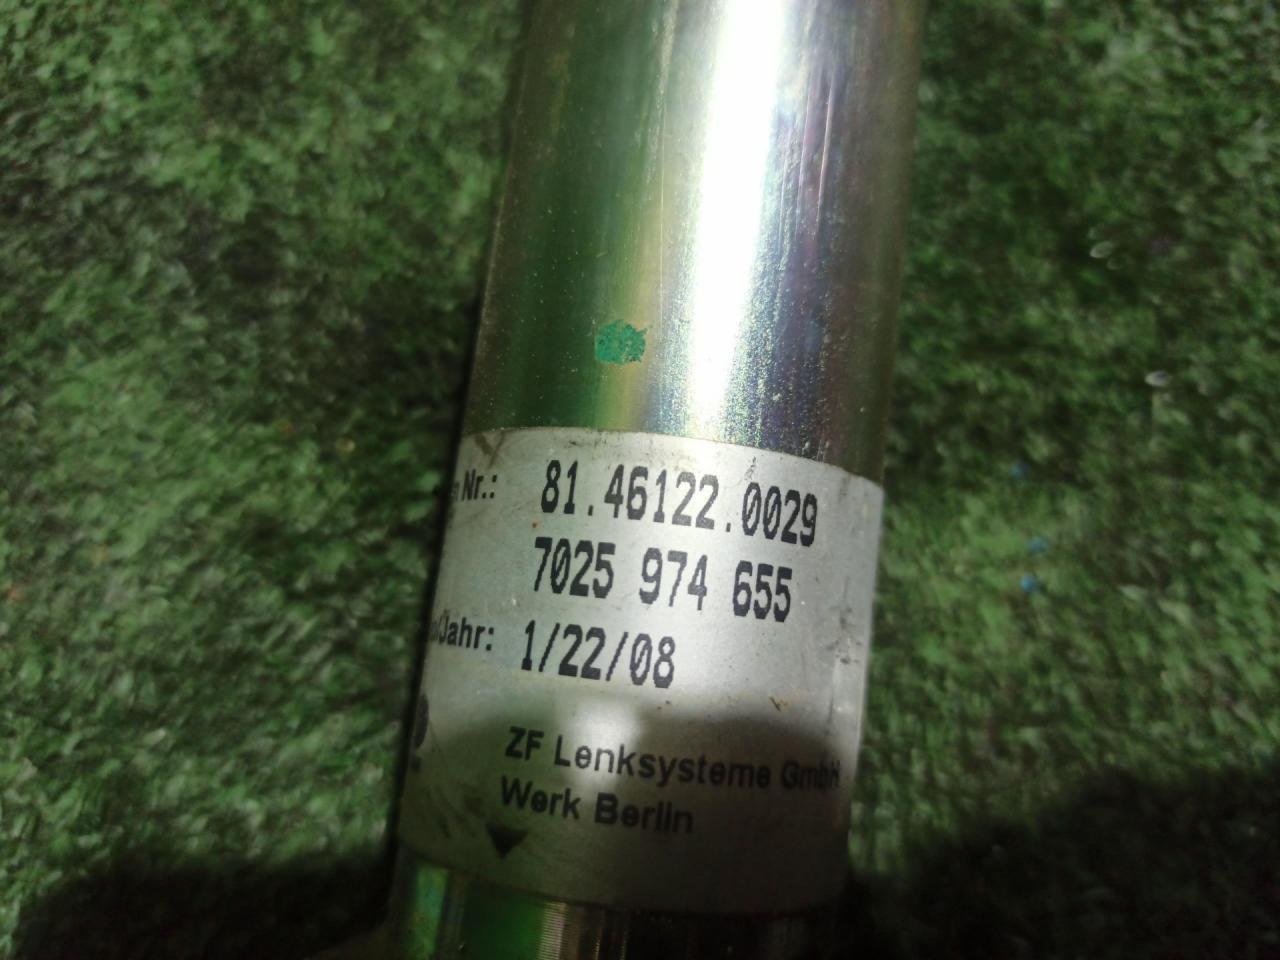 Nr.: 81.46122.0029
7025 974 655
/Jahr: 1/22/08
ZF Lenksysteme GmbH
Werk Berlin